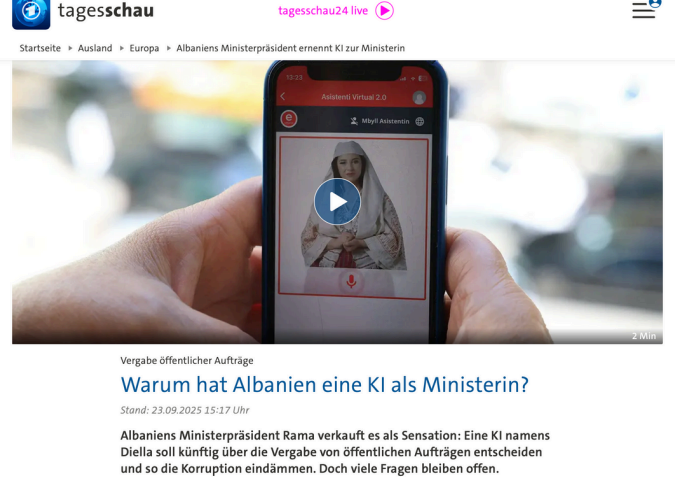 tagesschau
tagesschau24 live
Startseite ▸ Ausland ▸ Europa ▸ Albaniens Ministerpräsident ernennt KI zur Ministerin
13:23
Asistenti Virtual 2.0
Mbyll Asistentin
2 Min
Vergabe öffentlicher Aufträge
Warum hat Albanien eine KI als Ministerin?
Stand: 23.09.2025 15:17 Uhr
Albaniens Ministerpräsident Rama verkauft es als Sensation: Eine KI namens
Diella soll künftig über die Vergabe von öffentlichen Aufträgen entscheiden
und so die Korruption eindämmen. Doch viele Fragen bleiben offen.